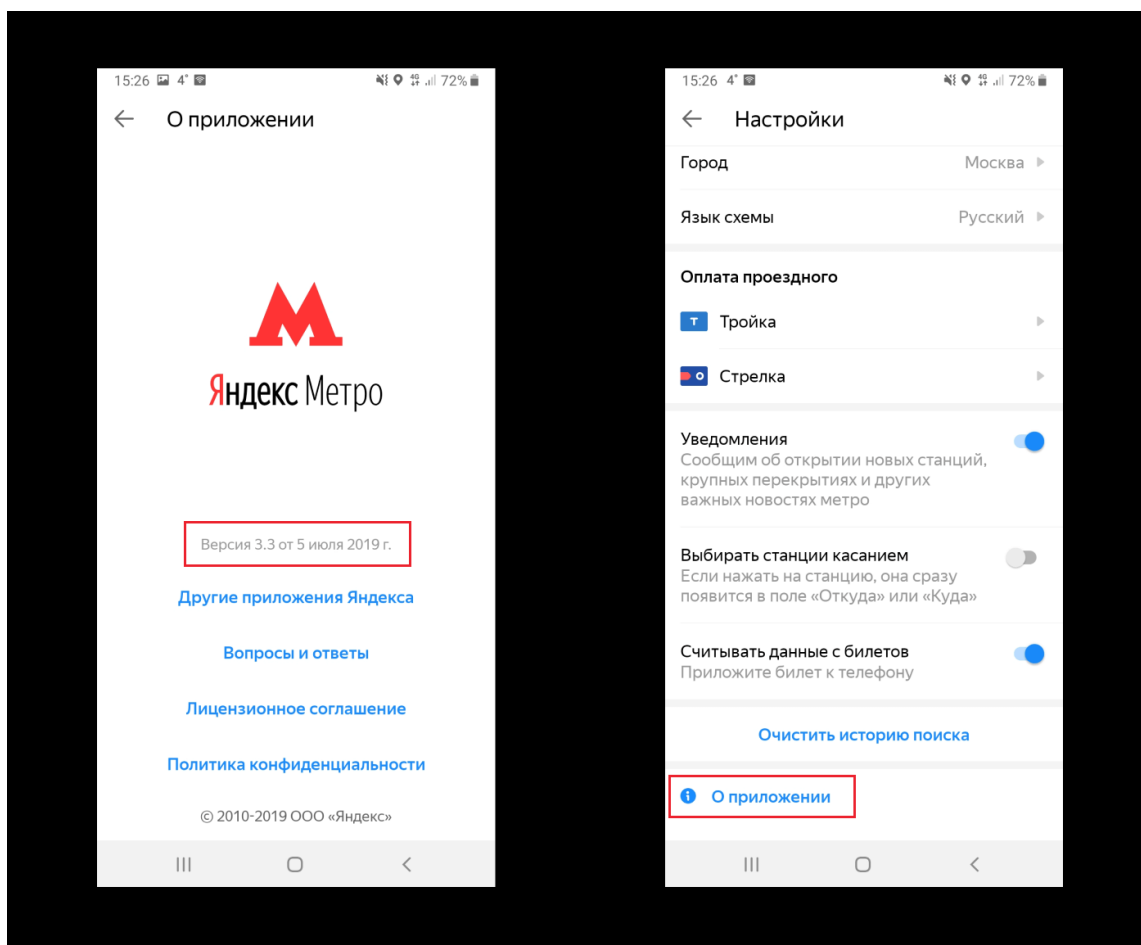 15:26 4° 72%
О приложении
Яндекс Метро
Версия 3.3 от 5 июля 2019 г.
Другие приложения Яндекса
Вопросы и ответы
Лицензионное соглашение
Политика конфиденциальности
© 2010-2019 ООО «Яндекс»
15:26 4° 4G 72%
Настройки
Город Москва
Язык схемы Русский
Оплата проездного
Т Тройка
Стрелка
Уведомления
Сообщим об открытии новых станций,
крупных перекрытиях и других
важных новостях метро
Выбирать станции касанием
Если нажать на станцию, она сразу
появится в поле «Откуда» или «Куда»
Считывать данные с билетов
Приложите билет к телефону
Очистить историю поиска
О приложении